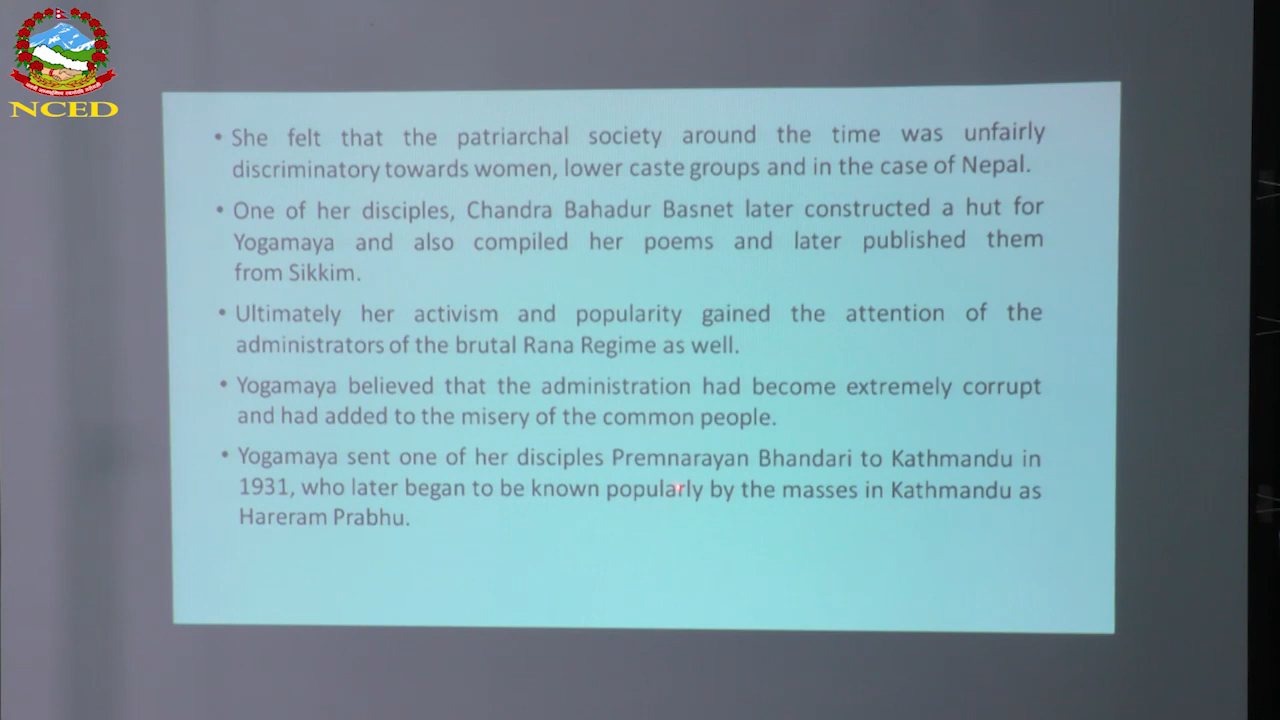 NCED
• She felt that the patriarchal society around the time was unfairly
discriminatory towards women, lower caste groups and in the case of Nepal.
• One of her disciples, Chandra Bahadur Basnet later constructed a hut for
Yogamaya and also compiled her poems and later published them
from Sikkim.
• Ultimately her activism and popularity gained the attention of the
administrators of the brutal Rana Regime as well.
• Yogamaya believed that the administration had become extremely corrupt
and had added to the misery of the common people.
• Yogamaya sent one of her disciples Premnarayan Bhandari to Kathmandu in
1931, who later began to be known popularly by the masses in Kathmandu as
Hareram Prabhu.